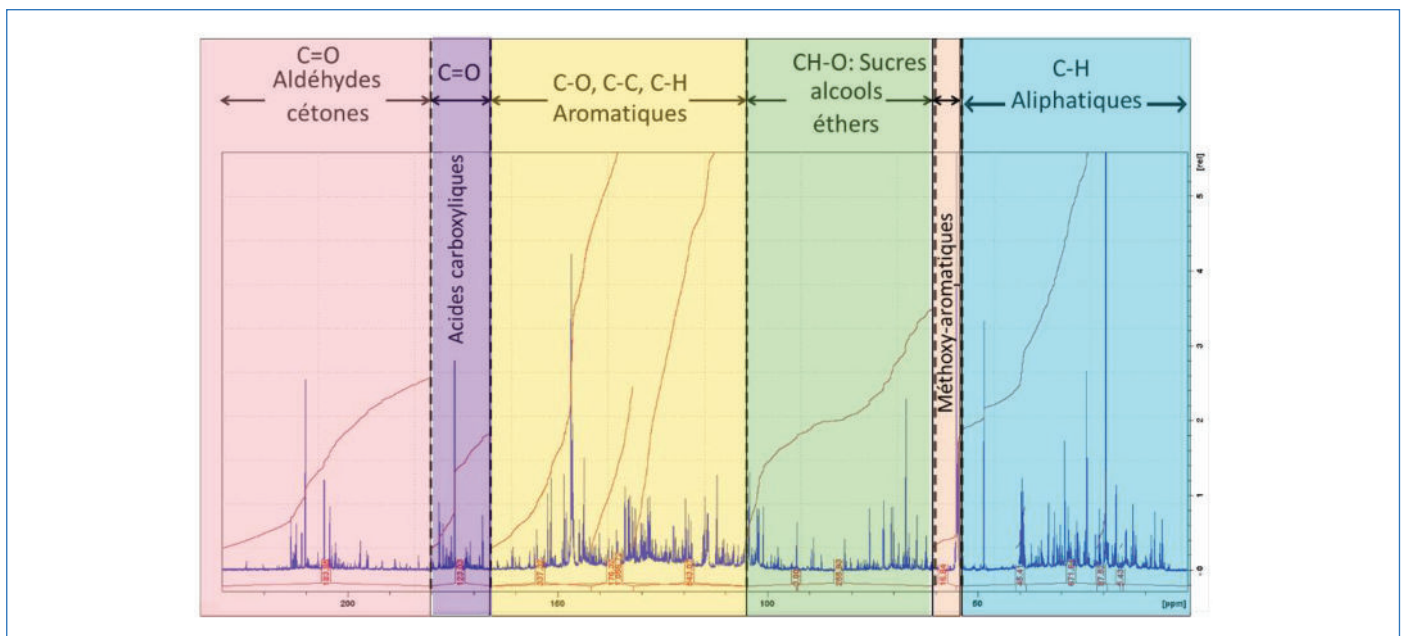 C=O
Aldéhydes
cétones
C=O
Acides carboxyliques
C-O, C-C, C-H
Aromatiques
CH-O: Sucres
alcools
éthers
Méthoxy-aromatiques
C-H
Aliphatiques
[rel]
5
4
3
2
1
0
200
150
100
50
[ppm]